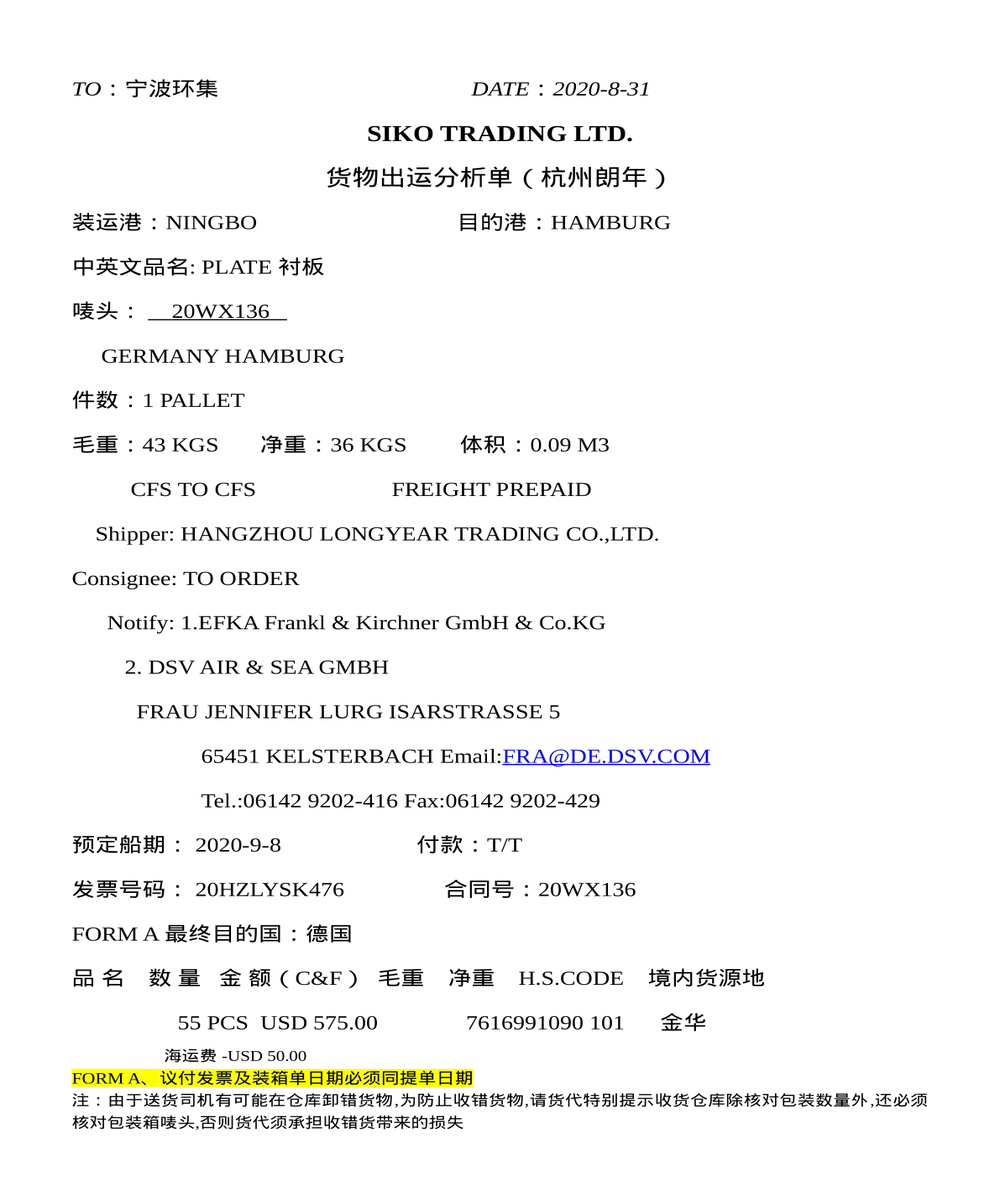 TO：宁波环集 DATE：2020-8-31
SIKO TRADING LTD.
货物出运分析单（杭州朗年）
装运港：NINGBO 目的港：HAMBURG
中英文品名: PLATE 衬板
唛头： 20WX136
GERMANY HAMBURG
件数：1 PALLET
毛重：43 KGS 净重：36 KGS 体积：0.09 M3
CFS TO CFS FREIGHT PREPAID
Shipper: HANGZHOU LONGYEAR TRADING CO.,LTD.
Consignee: TO ORDER
Notify: 1.EFKA Frankl & Kirchner GmbH & Co.KG
2. DSV AIR & SEA GMBH
FRAU JENNIFER LURG ISARSTRASSE 5
65451 KELSTERBACH Email:FRA@DE.DSV.COM
Tel.:06142 9202-416 Fax:06142 9202-429
预定船期： 2020-9-8 付款：T/T
发票号码： 20HZLYSK476 合同号：20WX136
FORM A 最终目的国：德国
品 名 数 量 金 额（C&F） 毛重 净重 H.S.CODE 境内货源地
55 PCS USD 575.00 7616991090 101 金华
海运费 -USD 50.00
FORM A、议付发票及装箱单日期必须同提单日期
注：由于送货司机有可能在仓库卸错货物,为防止收错货物,请货代特别提示收货仓库除核对包装数量外,还必须
核对包装箱唛头,否则货代须承担收错货带来的损失